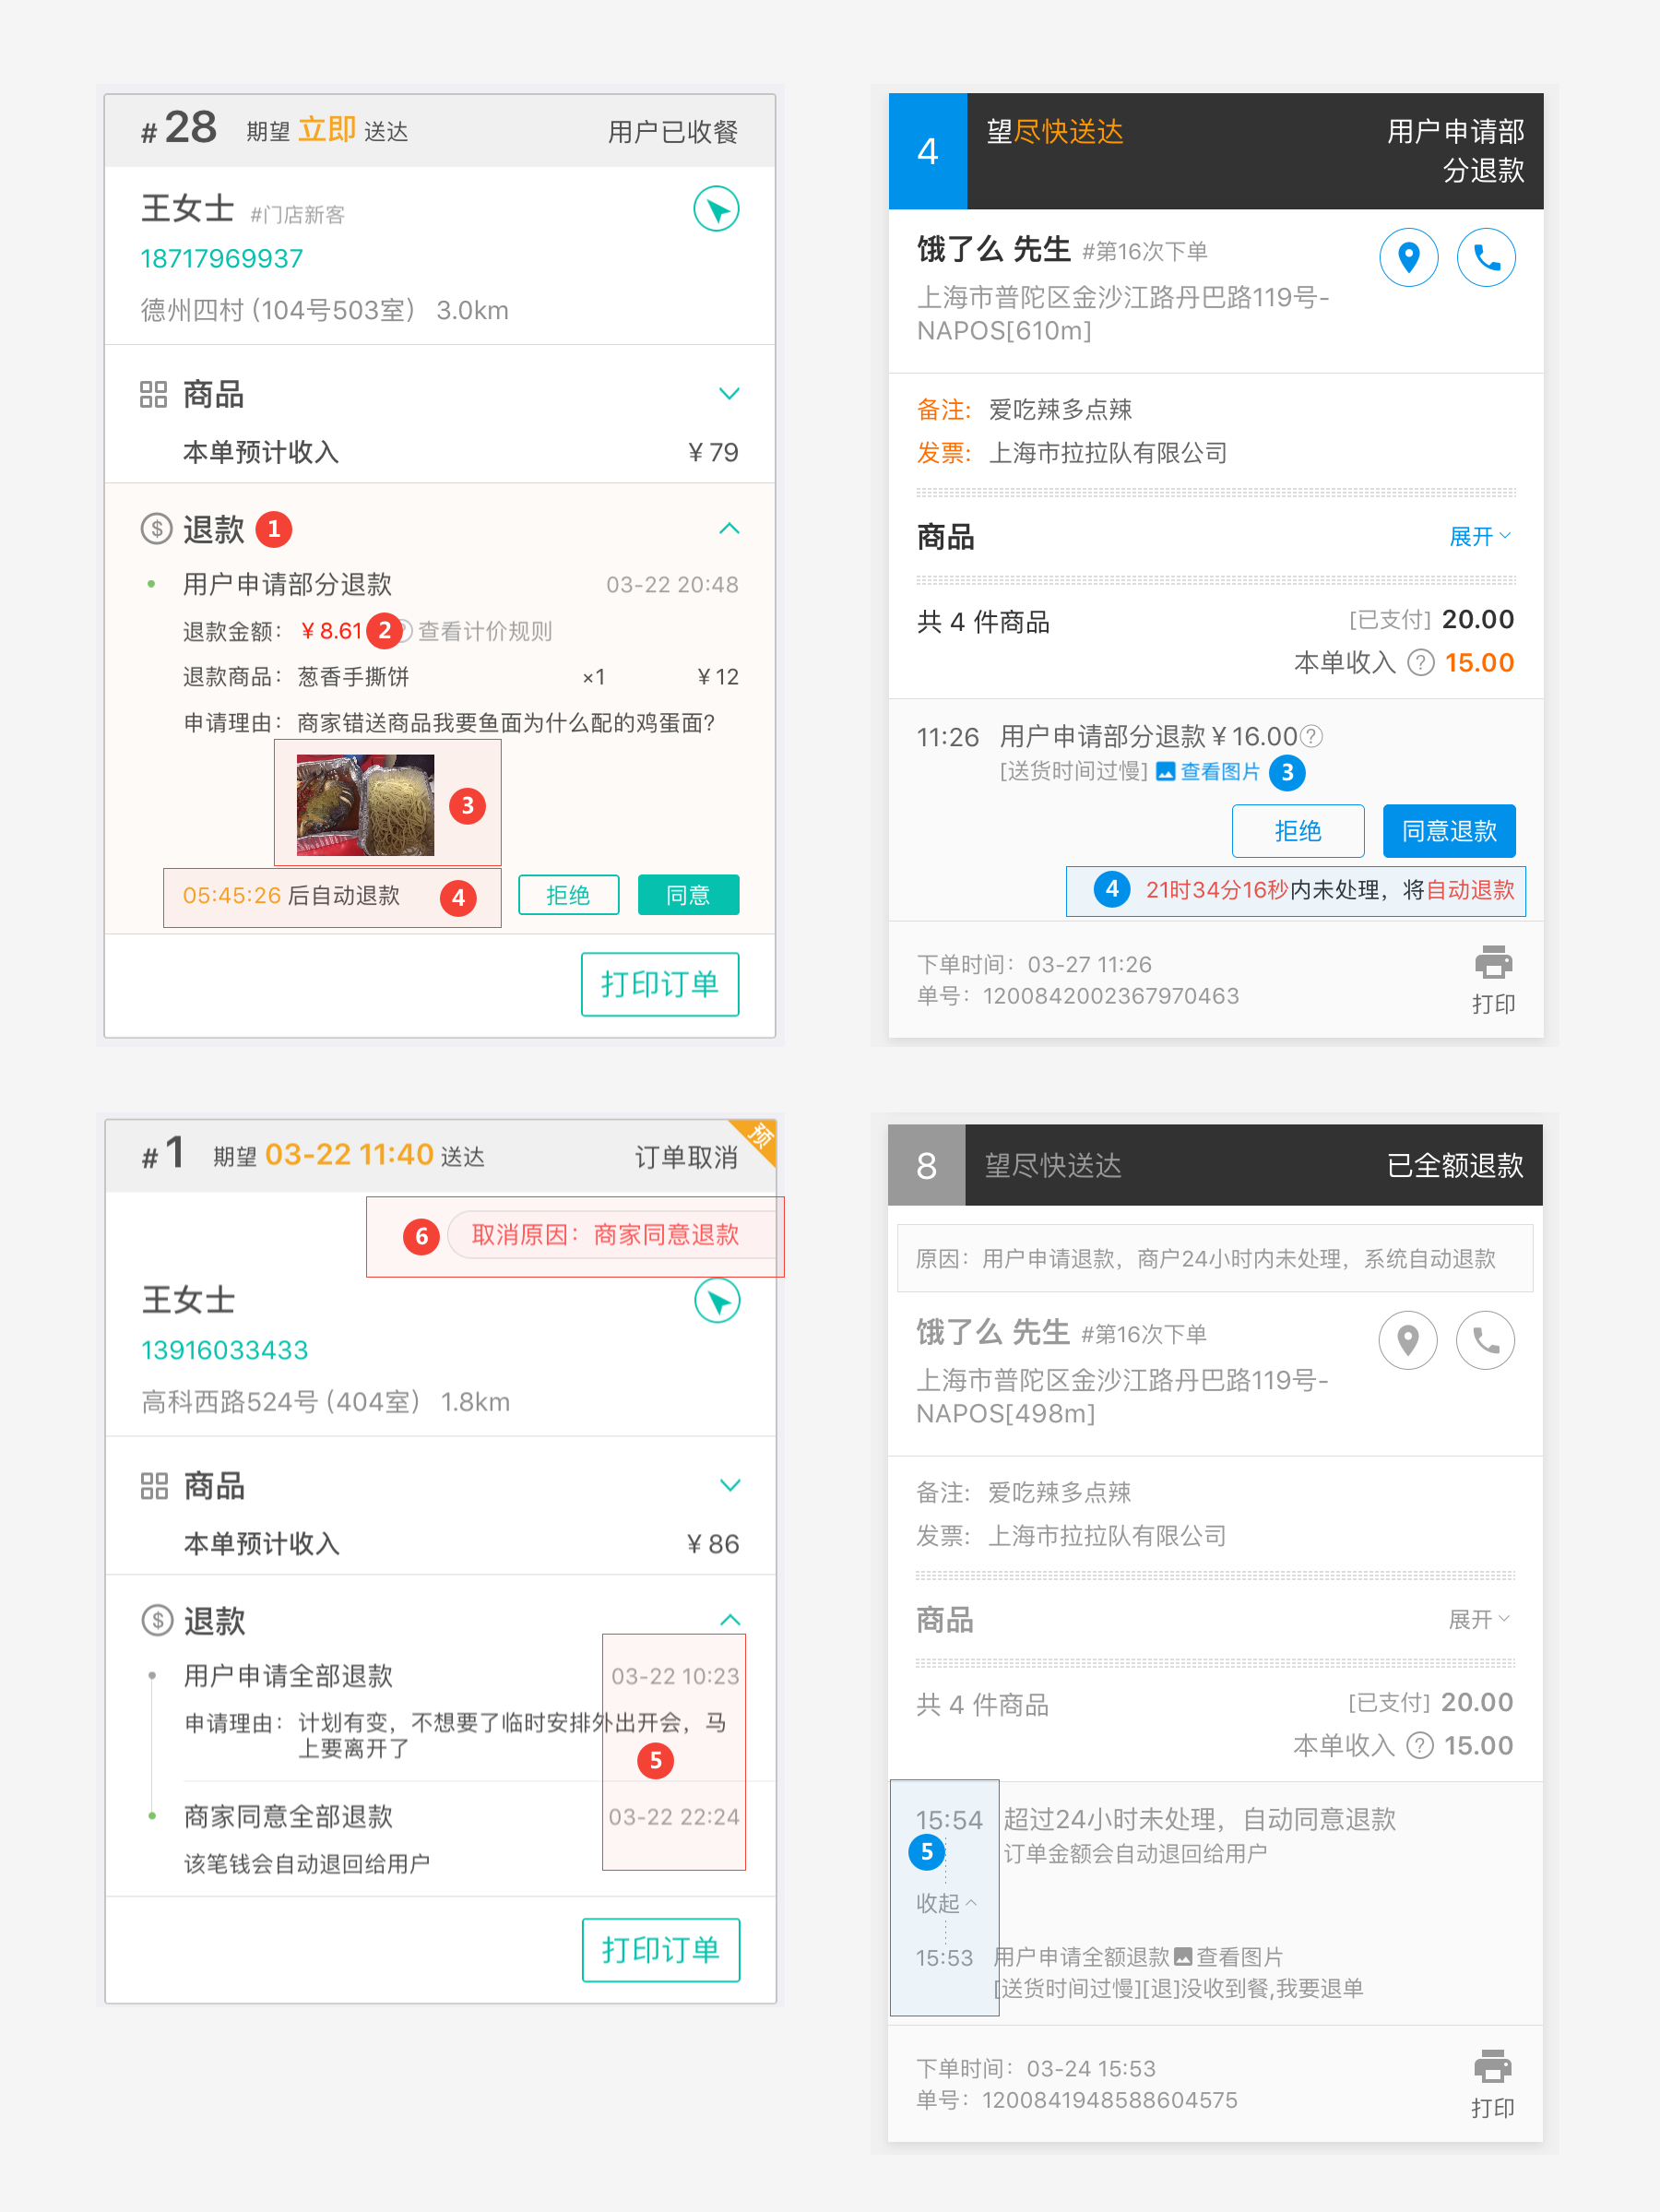 #28 期望 立即 送达 用户已收餐
王女士 #门店新客
18717969937
德州四村 (104号503室) 3.0km
商品
本单预计收入 ¥79
$ 退款 1
用户申请部分退款 03-22 20:48
退款金额: ¥8.61 2 查看计价规则
退款商品: 葱香手撕饼 ×1 ¥12
申请理由: 商家错送商品我要鱼面为什么配的鸡蛋面?
3
05:45:26 后自动退款 4 拒绝 同意
打印订单
4 望尽快送达 用户申请部
分退款
饿了么 先生 #第16次下单
上海市普陀区金沙江路丹巴路119号-
NAPOS[610m]
备注: 爱吃辣多点辣
发票: 上海市拉拉队有限公司
商品 展开
共 4 件商品 [已支付] 20.00
本单收入 ? 15.00
11:26 用户申请部分退款¥16.00?
[送货时间过慢] 查看图片 3
拒绝 同意退款
4 21时34分16秒内未处理，将自动退款
下单时间: 03-27 11:26
单号: 1200842002367970463
打印
#1 期望 03-22 11:40 送达 订单取消 预
6 取消原因: 商家同意退款
王女士
13916033433
高科西路524号 (404室) 1.8km
商品
本单预计收入 ¥86
$ 退款
用户申请全部退款 03-22 10:23
申请理由: 计划有变，不想要了临时安排外出开会，马
上要离开了
5
商家同意全部退款 03-22 22:24
该笔钱会自动退回给用户
打印订单
8 望尽快送达 已全额退款
原因: 用户申请退款，商户24小时内未处理，系统自动退款
饿了么 先生 #第16次下单
上海市普陀区金沙江路丹巴路119号-
NAPOS[498m]
备注: 爱吃辣多点辣
发票: 上海市拉拉队有限公司
商品 展开
共 4 件商品 [已支付] 20.00
本单收入 ? 15.00
15:54 超过24小时未处理，自动同意退款
5 订单金额会自动退回给用户
收起
15:53 用户申请全额退款 查看图片
[送货时间过慢][退]没收到餐,我要退单
下单时间: 03-24 15:53
单号: 1200841948588604575
打印